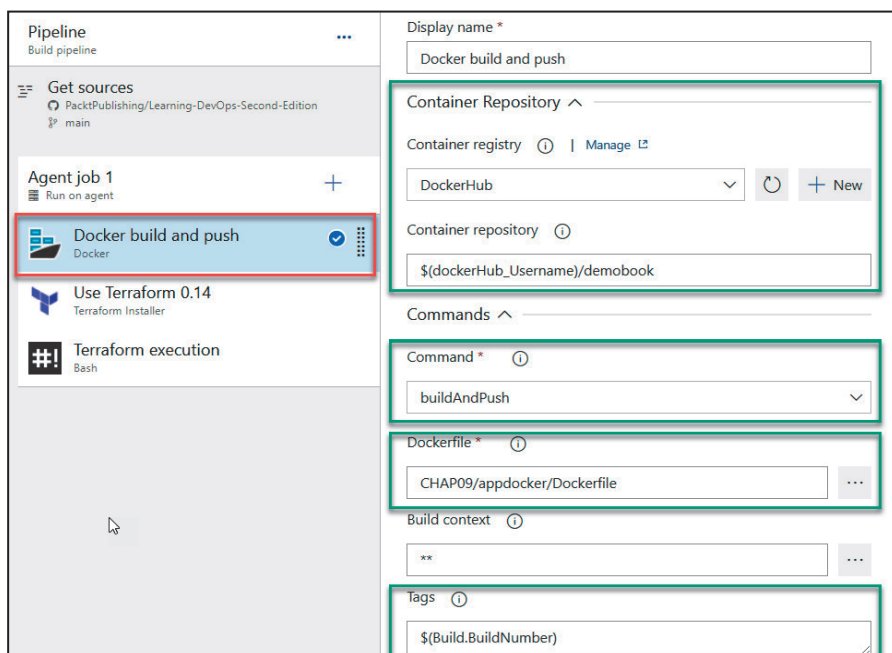 Pipeline
Build pipeline
...
Get sources
PacktPublishing/Learning-DevOps-Second-Edition
main
Agent job 1
Run on agent
Docker build and push
Docker
Use Terraform 0.14
Terraform Installer
#!
Terraform execution
Bash
Display name *
Docker build and push
Container Repository
Container registry | Manage
DockerHub
+ New
Container repository
$(dockerHub_Username)/demobook
Commands
Command *
buildAndPush
Dockerfile *
CHAP09/appdocker/Dockerfile
...
Build context
**
...
Tags
$(Build.BuildNumber)